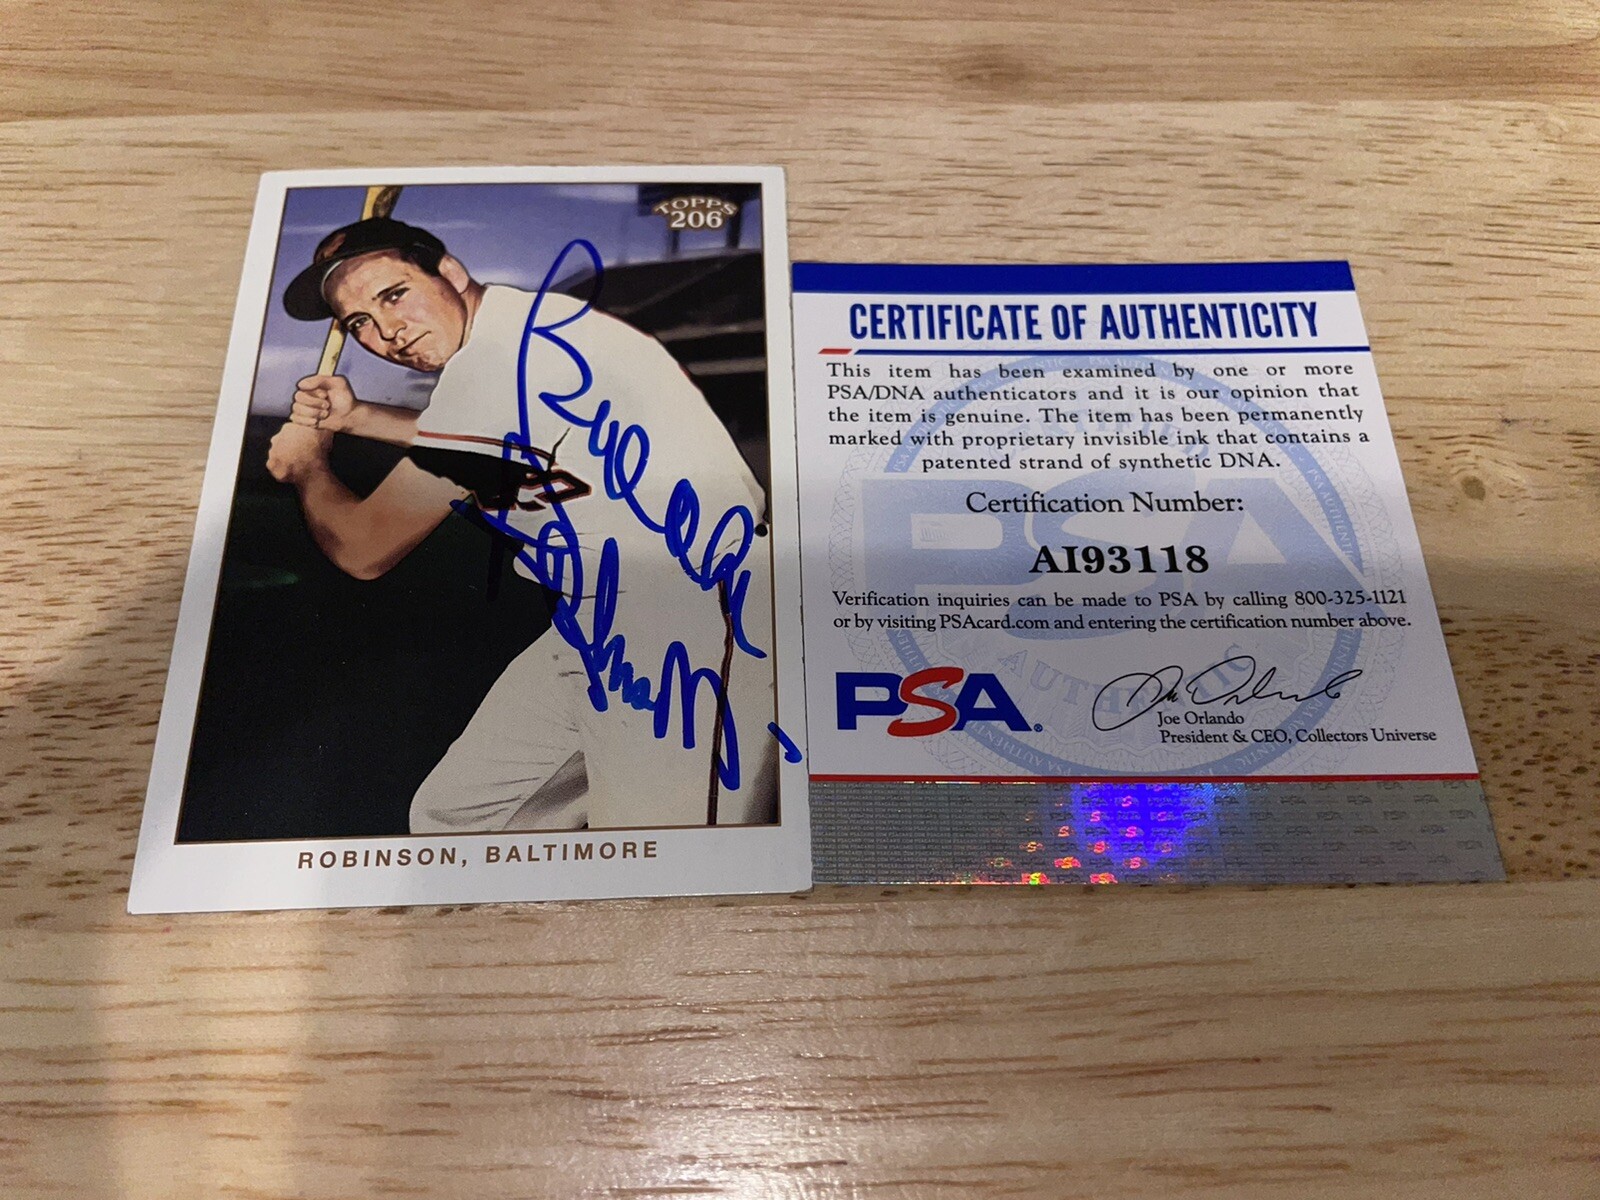 TOPPS
206
Brooks
Robinson
ROBINSON, BALTIMORE
CERTIFICATE OF AUTHENTICITY
This item has been examined by one or more
PSA/DNA authenticators and it is our opinion that
the item is genuine. The item has been permanently
marked with proprietary invisible ink that contains a
patented strand of synthetic DNA.
Certification Number:
AI93118
Verification inquiries can be made to PSA by calling 800-325-1121
or by visiting PSAcard.com and entering the certification number above.
PSA®
Joe Orlando
President & CEO, Collectors Universe